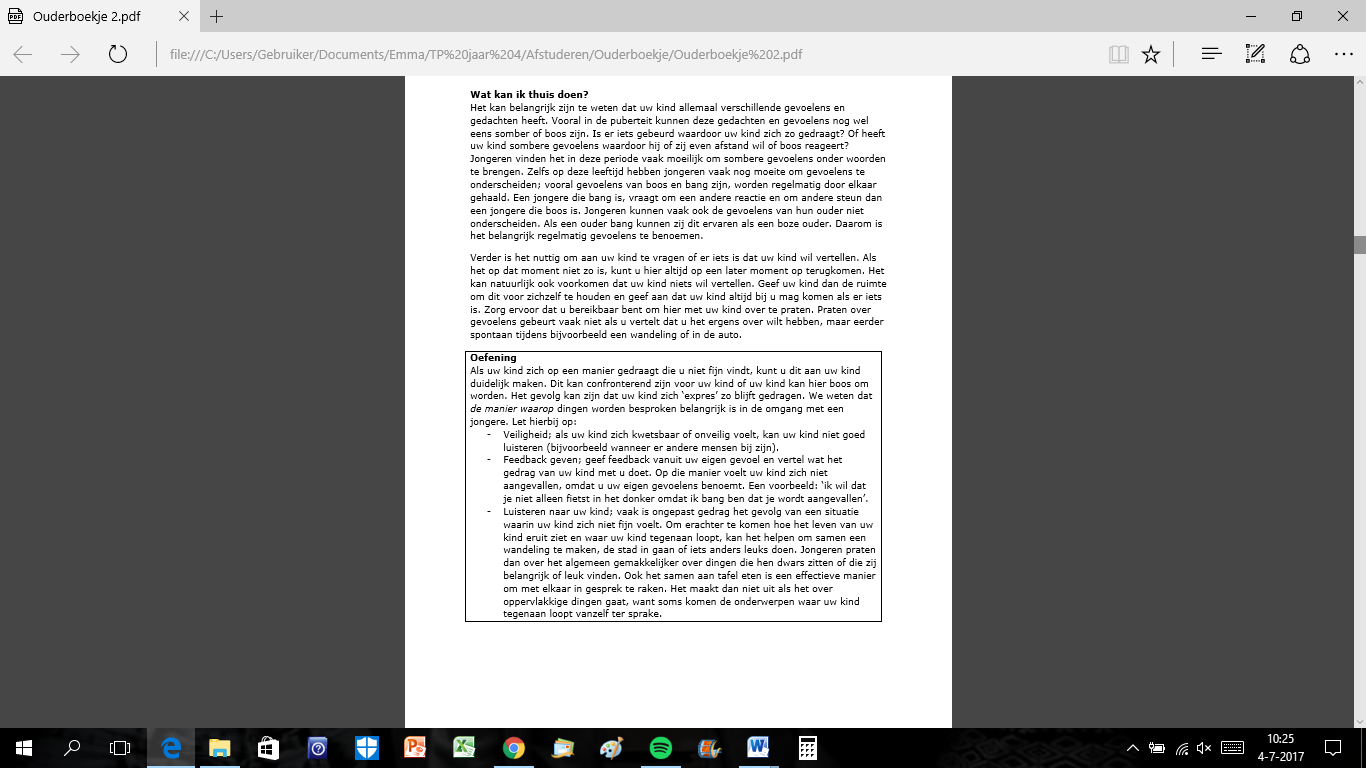 Ouderboekje 2.pdf
file:///C:/Users/Gebruiker/Documents/Emma/TP%20jaar%204/Afstuderen/Ouderboekje/Ouderboekje%202.pdf
Wat kan ik thuis doen?
Het kan belangrijk zijn te weten dat uw kind allemaal verschillende gevoelens en
gedachten heeft. Vooral in de puberteit kunnen deze gedachten en gevoelens nog wel
eens somber of boos zijn. Is er iets gebeurd waardoor uw kind zich zo gedraagt? Of heeft
uw kind sombere gevoelens waardoor hij of zij even afstand wil of boos reageert?
Jongeren vinden het in deze periode vaak moeilijk om sombere gevoelens onder woorden
te brengen. Zelfs op deze leeftijd hebben jongeren vaak nog moeite om gevoelens te
onderscheiden; vooral gevoelens van boos en bang zijn, worden regelmatig door elkaar
gehaald. Een jongere die bang is, vraagt om een andere reactie en om andere steun dan
een jongere die boos is. Jongeren kunnen vaak ook de gevoelens van hun ouder niet
onderscheiden. Als een ouder bang kunnen zij dit ervaren als een boze ouder. Daarom is
het belangrijk regelmatig gevoelens te benoemen.
Verder is het nuttig om aan uw kind te vragen of er iets is dat uw kind wil vertellen. Als
het op dat moment niet zo is, kunt u hier altijd op een later moment op terugkomen. Het
kan natuurlijk ook voorkomen dat uw kind niets wil vertellen. Geef uw kind dan de ruimte
om dit voor zichzelf te houden en geef aan dat uw kind altijd bij u mag komen als er iets
is. Zorg ervoor dat u bereikbaar bent om hier met uw kind over te praten. Praten over
gevoelens gebeurt vaak niet als u vertelt dat u het ergens over wilt hebben, maar eerder
spontaan tijdens bijvoorbeeld een wandeling of in de auto.
Oefening
Als uw kind zich op een manier gedraagt die u niet fijn vindt, kunt u dit aan uw kind
duidelijk maken. Dit kan confronterend zijn voor uw kind of uw kind kan hier boos om
worden. Het gevolg kan zijn dat uw kind zich ‘expres’ zo blijft gedragen. We weten dat
de manier waarop dingen worden besproken belangrijk is in de omgang met een
jongere. Let hierbij op:
- Veiligheid; als uw kind zich kwetsbaar of onveilig voelt, kan uw kind niet goed
luisteren (bijvoorbeeld wanneer er andere mensen bij zijn).
- Feedback geven; geef feedback vanuit uw eigen gevoel en vertel wat het
gedrag van uw kind met u doet. Op die manier voelt uw kind zich niet
aangevallen, omdat u uw eigen gevoelens benoemt. Een voorbeeld: ‘ik wil dat
je niet alleen fietst in het donker omdat ik bang ben dat je wordt aangevallen’.
- Luisteren naar uw kind; vaak is ongepast gedrag het gevolg van een situatie
waarin uw kind zich niet fijn voelt. Om erachter te komen hoe het leven van uw
kind eruit ziet en waar uw kind tegenaan loopt, kan het helpen om samen een
wandeling te maken, de stad in gaan of iets anders leuks doen. Jongeren praten
dan over het algemeen gemakkelijker over dingen die hen dwars zitten of die zij
belangrijk of leuk vinden. Ook het samen aan tafel eten is een effectieve manier
om met elkaar in gesprek te raken. Het maakt dan niet uit als het over
oppervlakkige dingen gaat, want soms komen de onderwerpen waar uw kind
tegenaan loopt vanzelf ter sprake.
10:25
4-7-2017